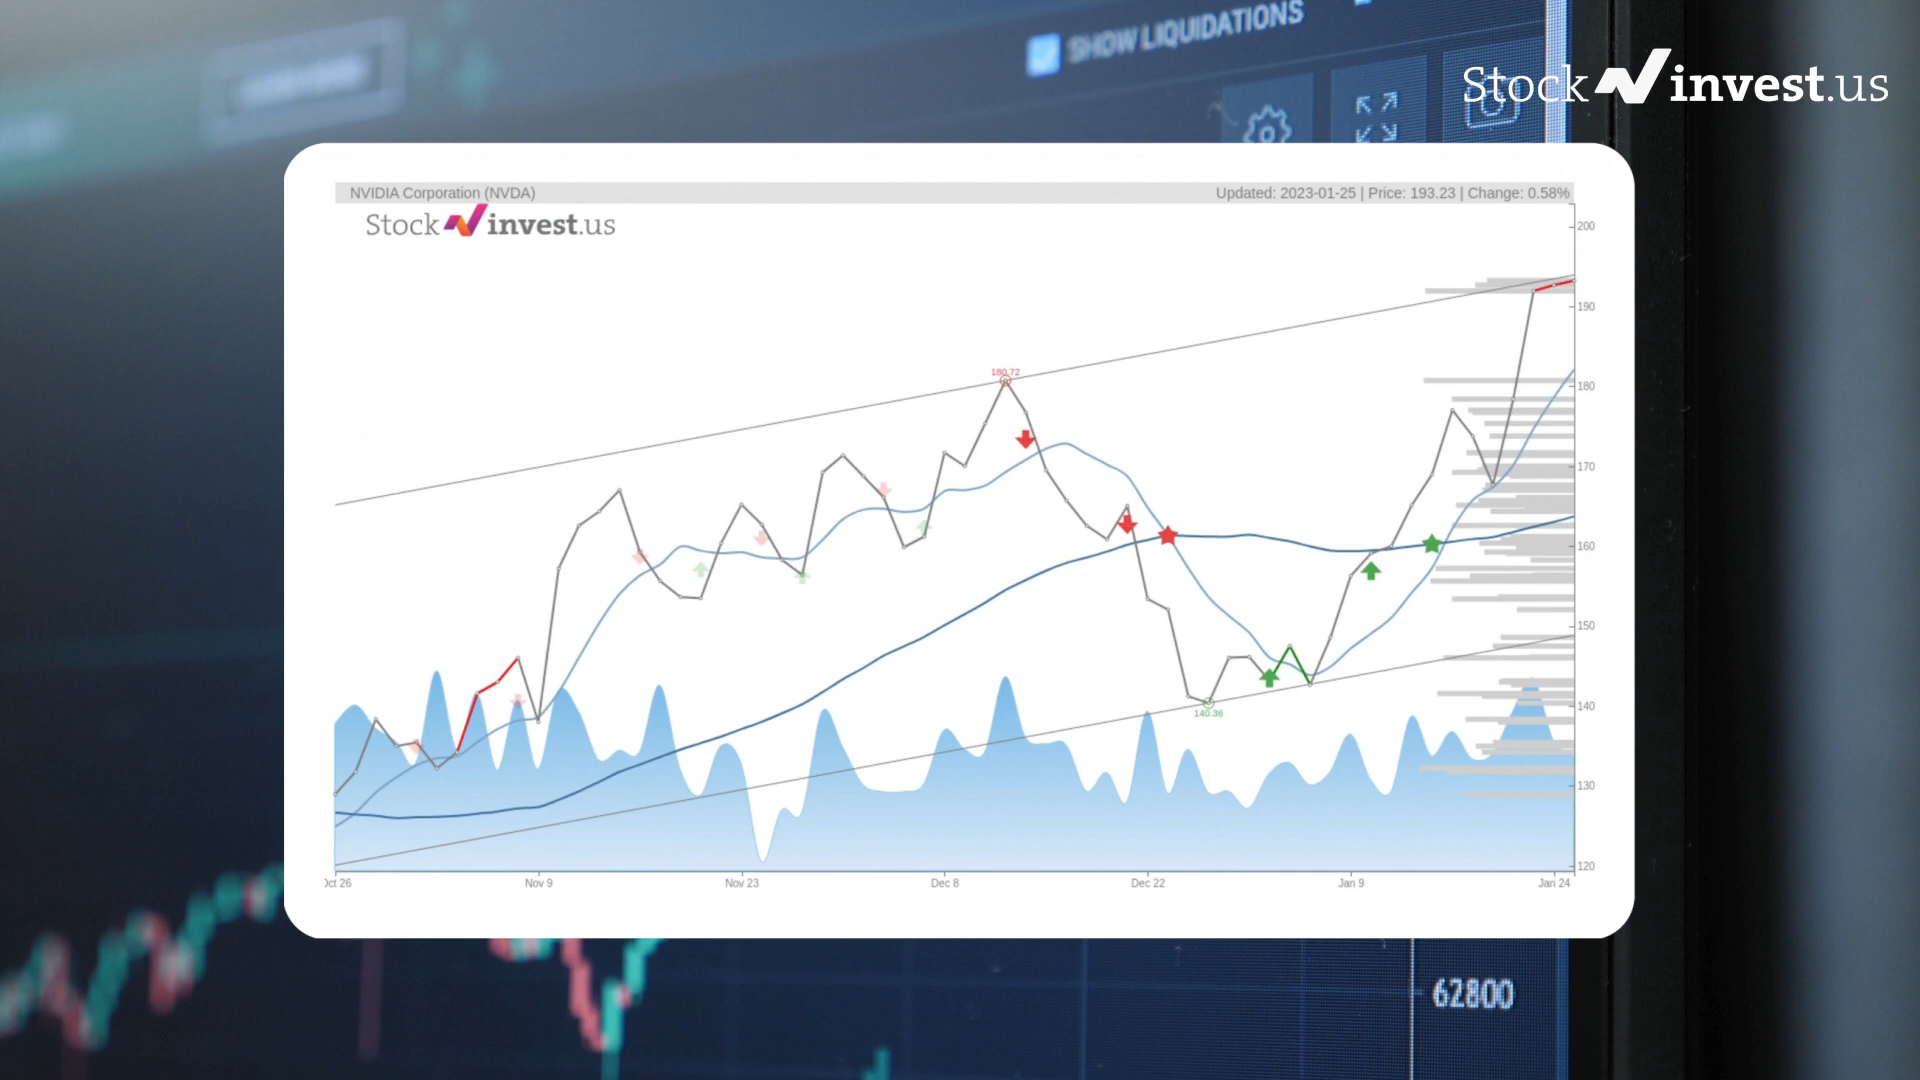 SHOW LIQUIDATIONS
Stock invest.us
NVIDIA Corporation (NVDA)
Updated: 2023-01-25 | Price: 193.23 | Change: 0.58%
Stock invest.us
200
190
180.72
180
170
160
150
140
140.36
130
120
Oct 26
Nov 9
Nov 23
Dec 8
Dec 22
Jan 9
Jan 24
62800